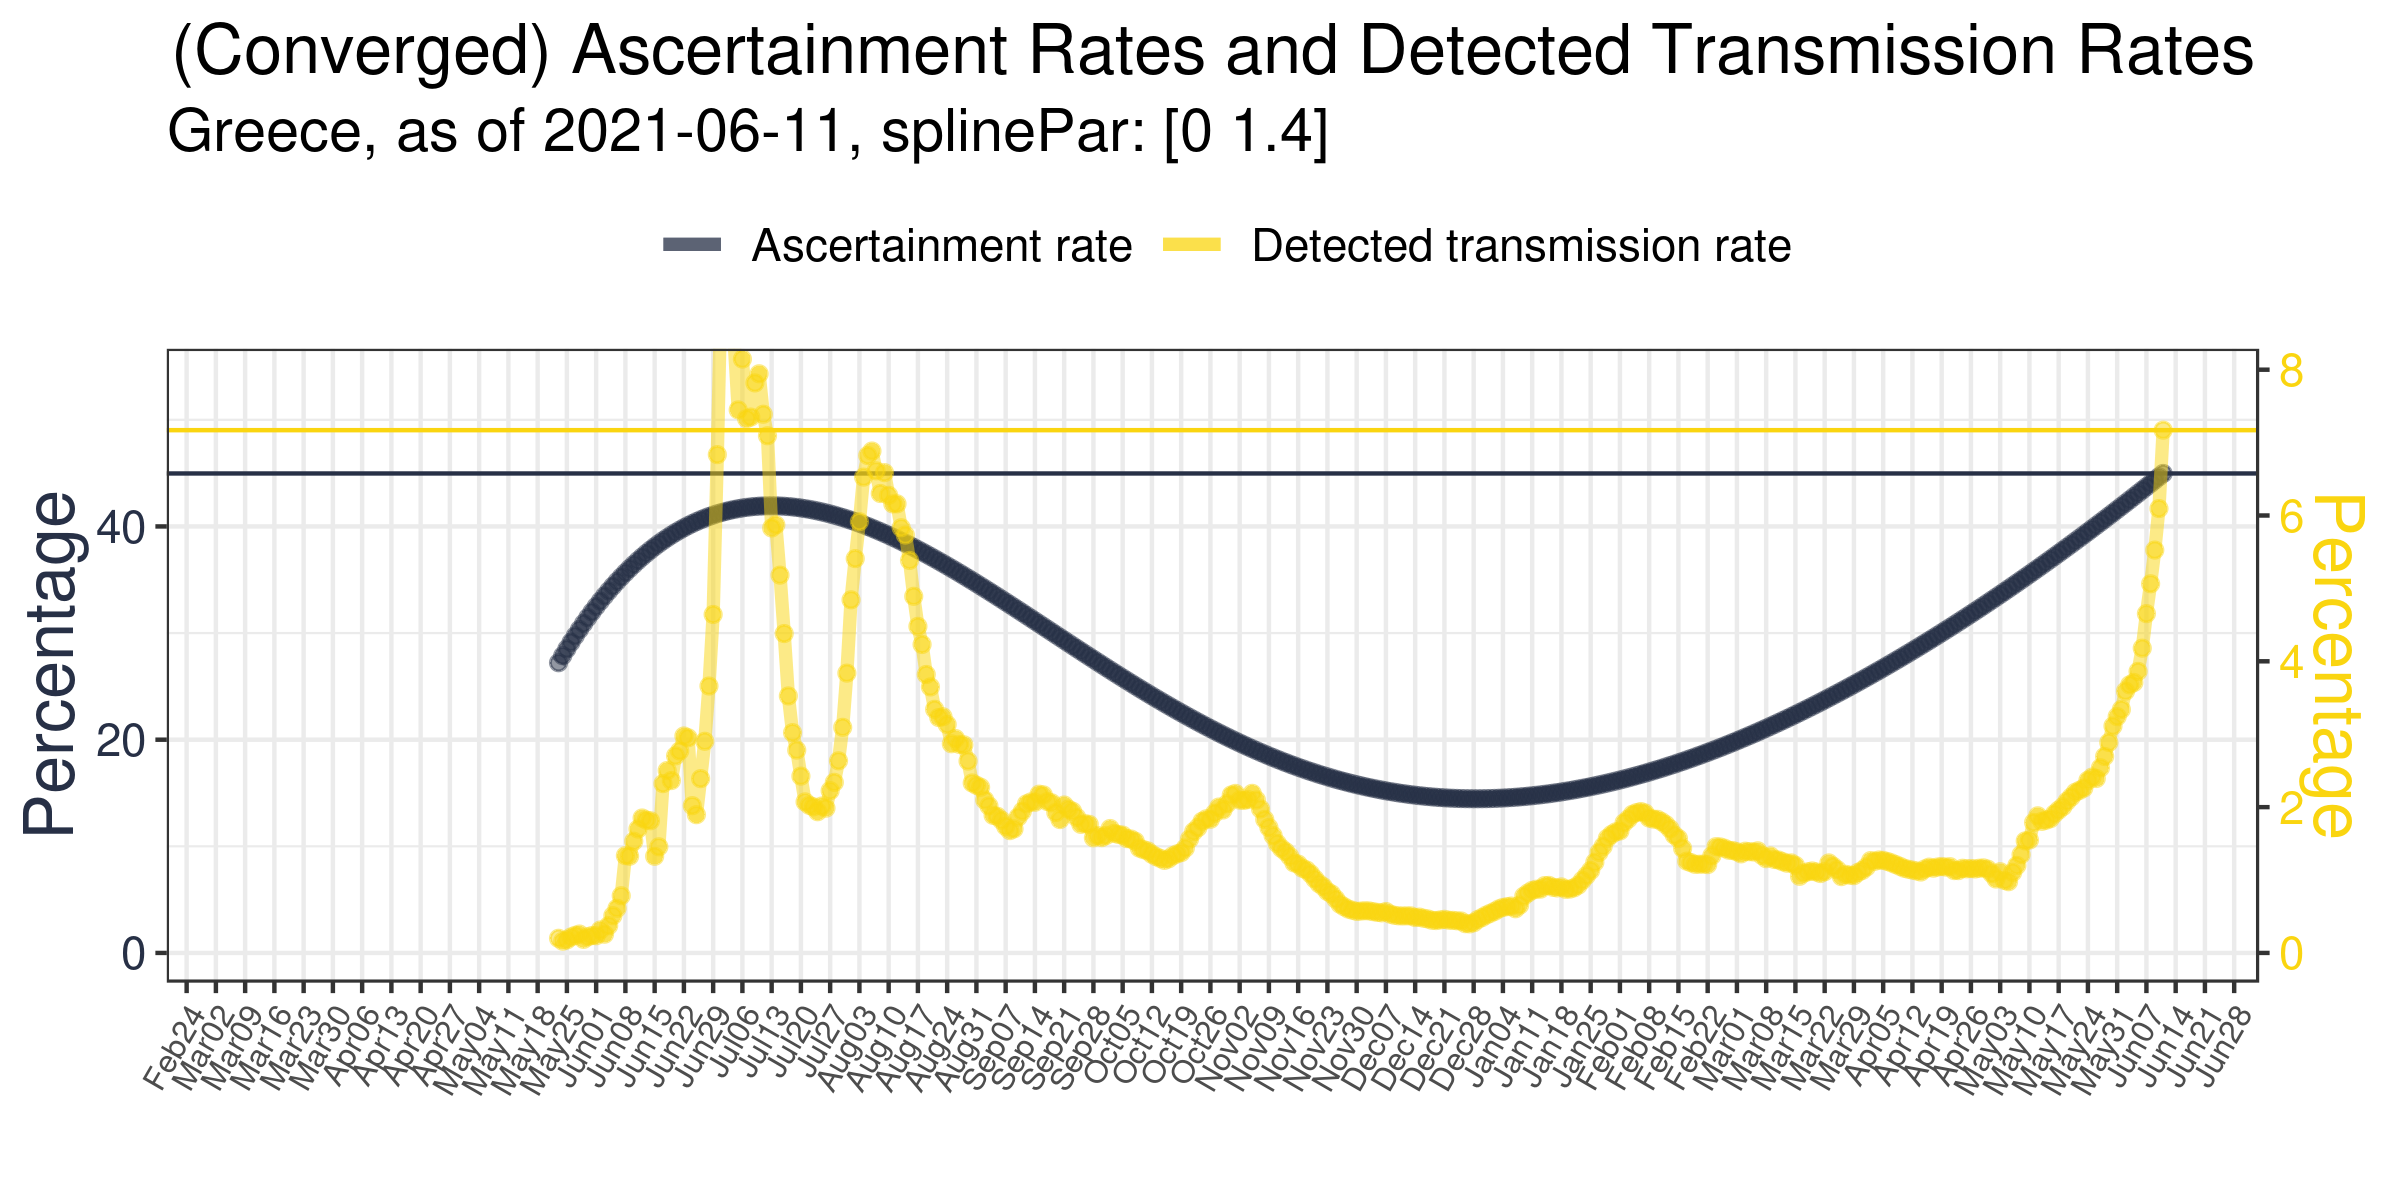 (Converged) Ascertainment Rates and Detected Transmission Rates
Greece, as of 2021-06-11, splinePar: [0 1.4]
Ascertainment rate
Detected transmission rate
Percentage
40
20
0
8
6
4
2
0
Percentage
Feb24
Mar02
Mar09
Mar16
Mar23
Mar30
Apr06
Apr13
Apr20
Apr27
May04
May11
May18
May25
Jun01
Jun08
Jun15
Jun22
Jun29
Jul06
Jul13
Jul20
Jul27
Aug03
Aug10
Aug17
Aug24
Aug31
Sep07
Sep14
Sep21
Sep28
Oct05
Oct12
Oct19
Oct26
Nov02
Nov09
Nov16
Nov23
Nov30
Dec07
Dec14
Dec21
Dec28
Jan04
Jan11
Jan18
Jan25
Feb01
Feb08
Feb15
Feb22
Mar01
Mar08
Mar15
Mar22
Mar29
Apr05
Apr12
Apr19
Apr26
May03
May10
May17
May24
May31
Jun07
Jun14
Jun21
Jun28